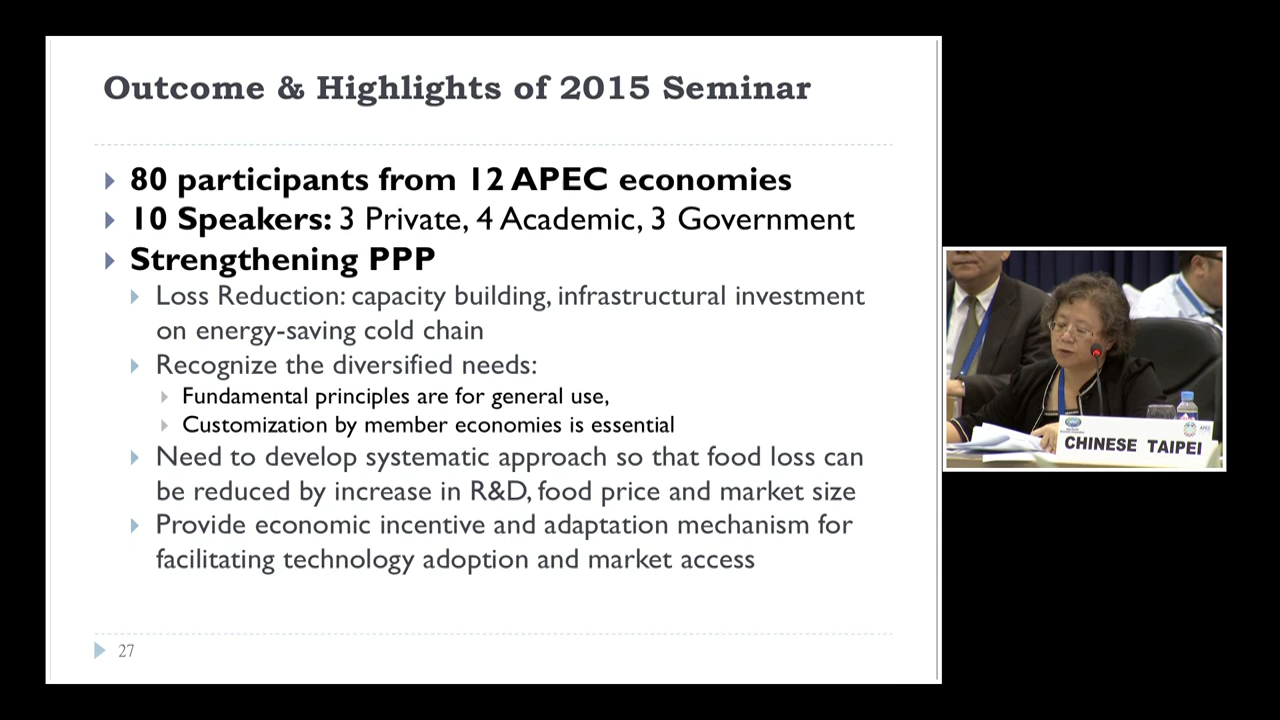 Outcome & Highlights of 2015 Seminar
80 participants from 12 APEC economies
10 Speakers: 3 Private, 4 Academic, 3 Government
Strengthening PPP
Loss Reduction: capacity building, infrastructural investment
on energy-saving cold chain
Recognize the diversified needs:
Fundamental principles are for general use,
Customization by member economies is essential
Need to develop systematic approach so that food loss can
be reduced by increase in R&D, food price and market size
Provide economic incentive and adaptation mechanism for
facilitating technology adoption and market access
27
CHINESE TAIPEI